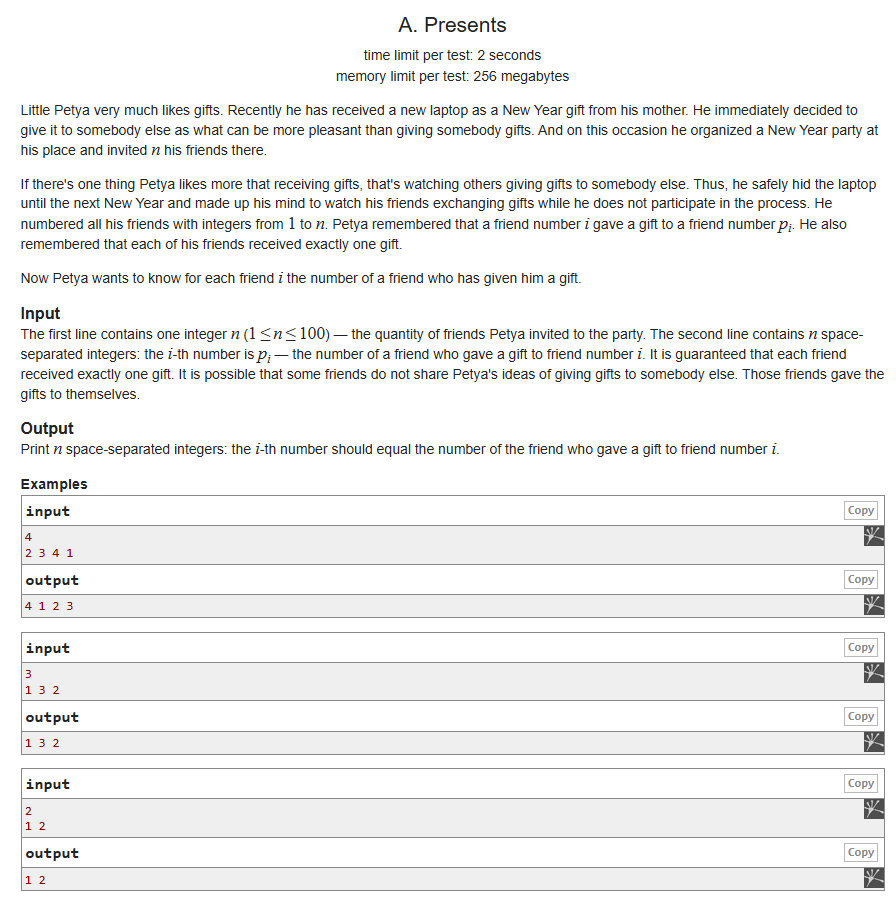 A. Presents
time limit per test: 2 seconds
memory limit per test: 256 megabytes
Little Petya very much likes gifts. Recently he has received a new laptop as a New Year gift from his mother. He immediately decided to
give it to somebody else as what can be more pleasant than giving somebody gifts. And on this occasion he organized a New Year party at
his place and invited n his friends there.
If there's one thing Petya likes more that receiving gifts, that's watching others giving gifts to somebody else. Thus, he safely hid the laptop
until the next New Year and made up his mind to watch his friends exchanging gifts while he does not participate in the process. He
numbered all his friends with integers from 1 to n. Petya remembered that a friend number i gave a gift to a friend number pᵢ. He also
remembered that each of his friends received exactly one gift.
Now Petya wants to know for each friend i the number of a friend who has given him a gift.
Input
The first line contains one integer n (1 ≤ n ≤ 100) — the quantity of friends Petya invited to the party. The second line contains n space-
separated integers: the i-th number is pᵢ — the number of a friend who gave a gift to friend number i. It is guaranteed that each friend
received exactly one gift. It is possible that some friends do not share Petya's ideas of giving gifts to somebody else. Those friends gave the
gifts to themselves.
Output
Print n space-separated integers: the i-th number should equal the number of the friend who gave a gift to friend number i.
Examples
input Copy
4
2 3 4 1
output Copy
4 1 2 3
input Copy
3
1 3 2
output Copy
1 3 2
input Copy
2
1 2
output Copy
1 2